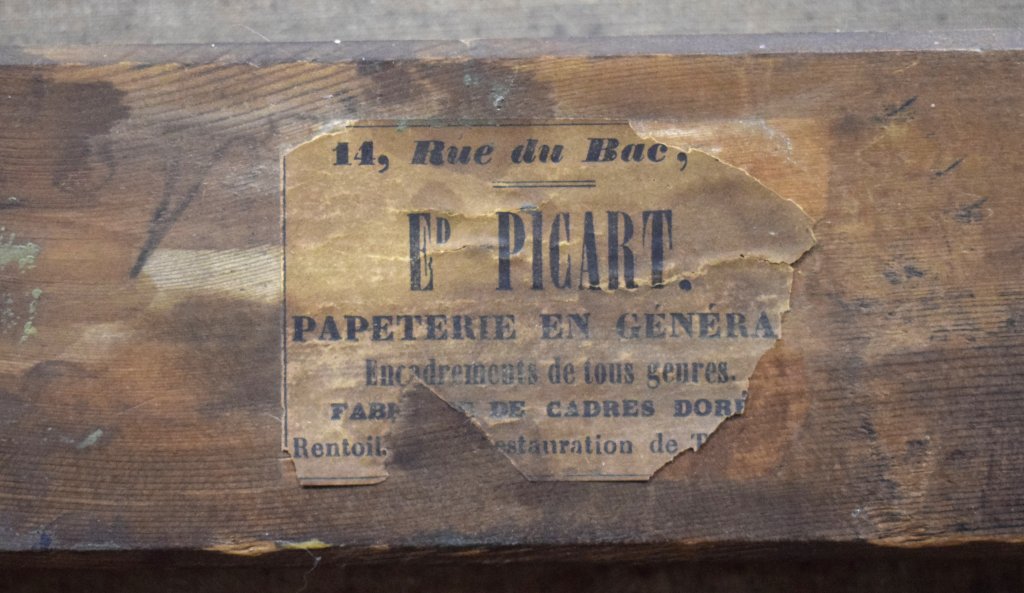 14, Rue du Bac,
Eᴰ PICART.
PAPETERIE EN GÉNÉRA
Encadrements de tous genres.
FAB E DE CADRES DOR
Rentoil estauration de T